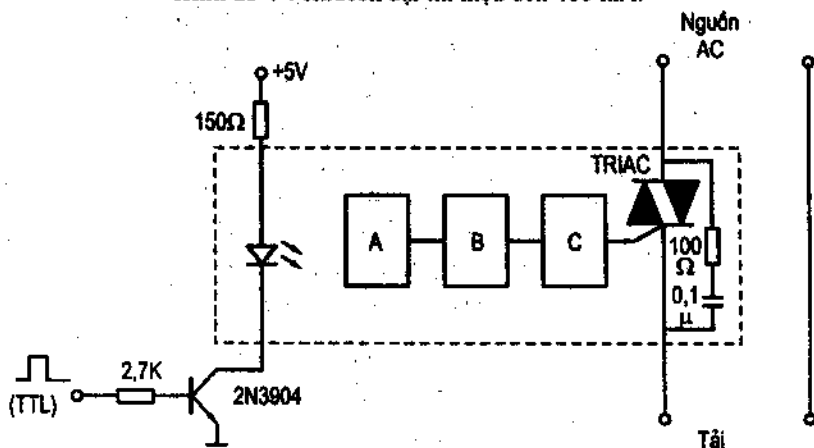 Nguồn
AC
+5V
150Ω
TRIAC
A
B
C
100
Ω
0,1
μ
2,7K
(TTL)
2N3904
Tải